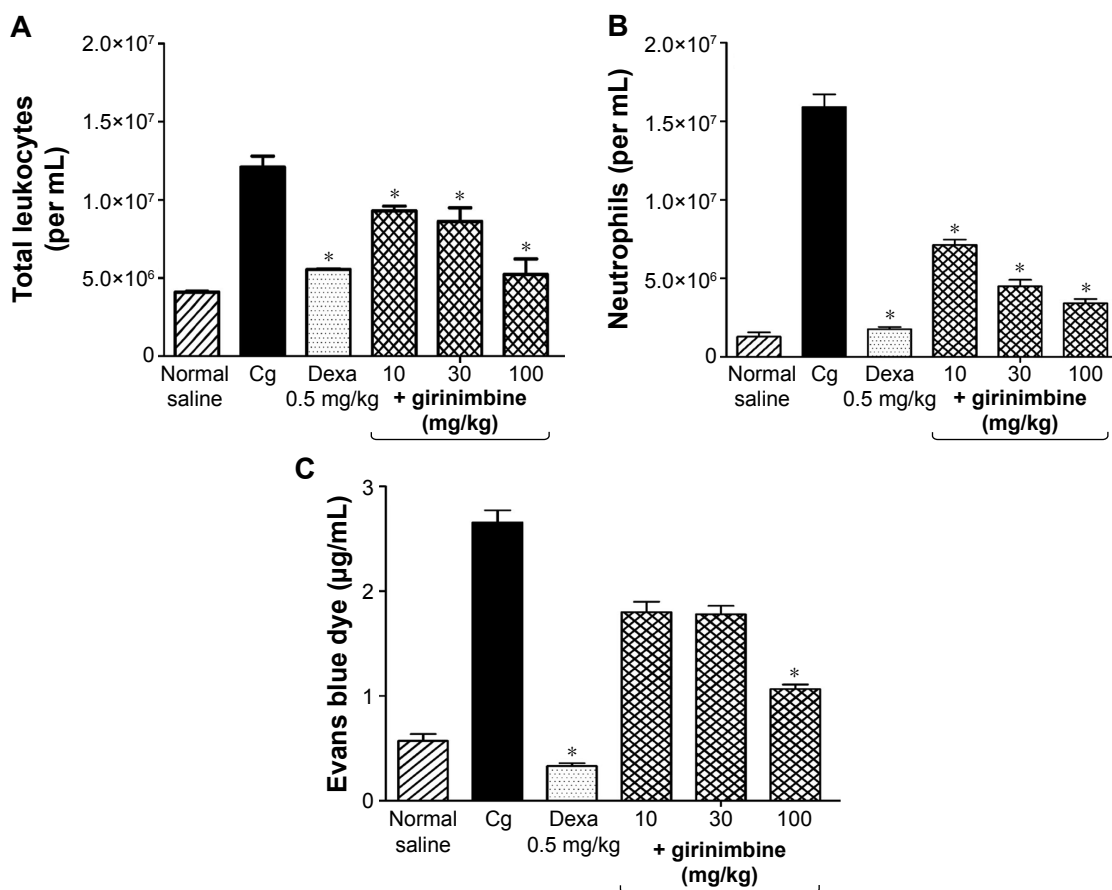 A
Total leukocytes
(per mL)
2.0×10⁷
1.5×10⁷
1.0×10⁷
5.0×10⁶
0
*
*
*
*
Normal saline
Cg
Dexa 0.5 mg/kg
10
30
100
+ girinimbine
(mg/kg)
B
Neutrophils (per mL)
2.0×10⁷
1.5×10⁷
1.0×10⁷
5.0×10⁶
0
*
*
*
*
Normal saline
Cg
Dexa 0.5 mg/kg
10
30
100
+ girinimbine
(mg/kg)
C
Evans blue dye (µg/mL)
3
2
1
0
*
*
Normal saline
Cg
Dexa 0.5 mg/kg
10
30
100
+ girinimbine
(mg/kg)